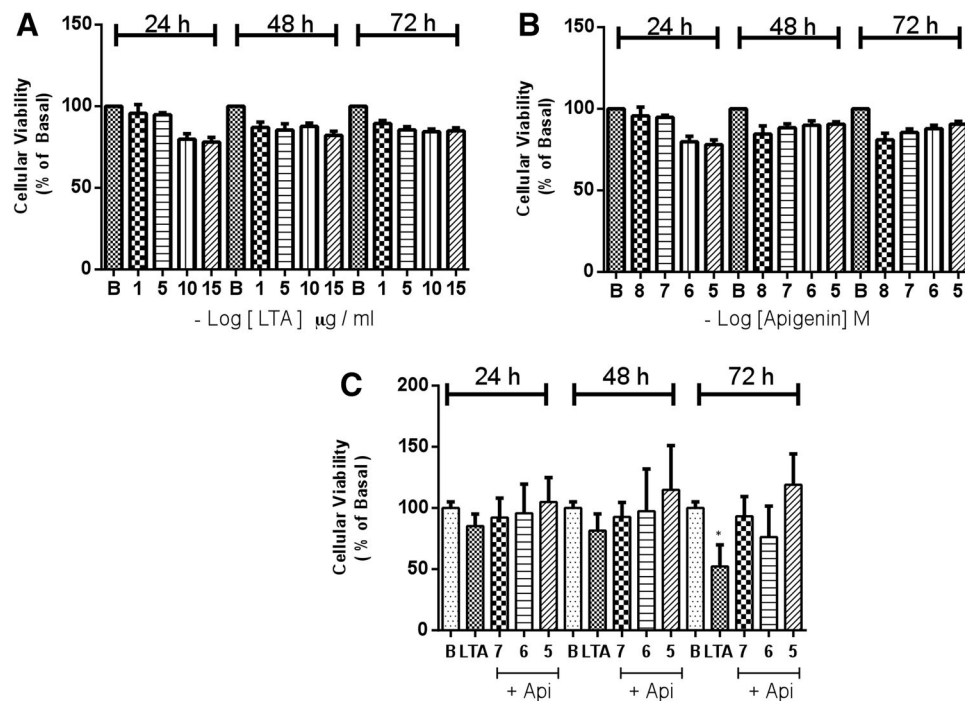 A
24 h 48 h 72 h
150
100
50
0
Cellular Viability
(% of Basal)
B 1 5 10 15 B 1 5 10 15 B 1 5 10 15
- Log [ LTA ] µg / ml
B
24 h 48 h 72 h
150
100
50
0
Cellular Viability
(% of Basal)
B 8 7 6 5 B 8 7 6 5 B 8 7 6 5
- Log [Apigenin] M
C
24 h 48 h 72 h
200
150
100
50
0
Cellular Viability
( % of Basal)
*
B LTA 7 6 5 B LTA 7 6 5 B LTA 7 6 5
+ Api + Api + Api